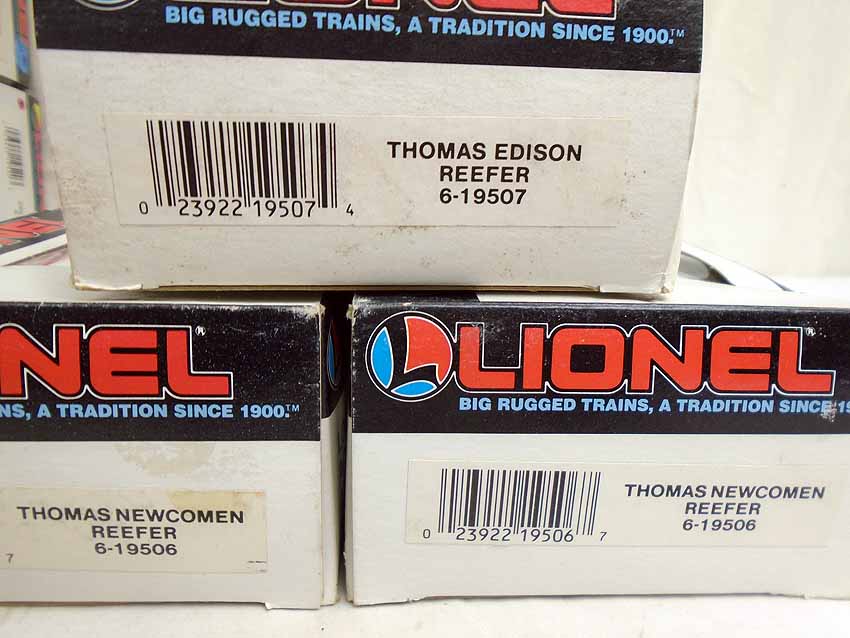 BIG RUGGED TRAINS, A TRADITION SINCE 1900.™
THOMAS EDISON
REEFER
6-19507
0 23922 19507 4
NEL®
NS, A TRADITION SINCE 1900.™
THOMAS NEWCOMEN
REEFER
6-19506
7
LIONEL®
BIG RUGGED TRAINS, A TRADITION SINCE 19
THOMAS NEWCOMEN
REEFER
6-19506
0 23922 19506 7
NEL